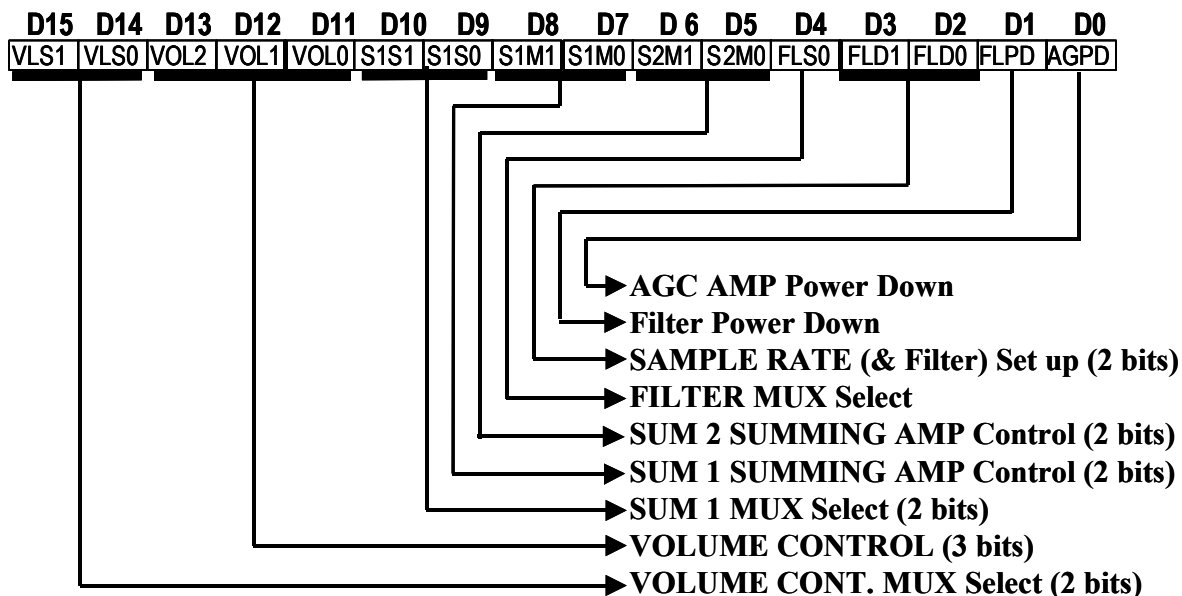 D15 D14 D13 D12 D11 D10 D9 D8 D7 D 6 D5 D4 D3 D2 D1 D0
VLS1 VLS0 VOL2 VOL1 VOL0 S1S1 S1S0 S1M1 S1M0 S2M1 S2M0 FLS0 FLD1 FLD0 FLPD AGPD
AGC AMP Power Down
Filter Power Down
SAMPLE RATE (& Filter) Set up (2 bits)
FILTER MUX Select
SUM 2 SUMMING AMP Control (2 bits)
SUM 1 SUMMING AMP Control (2 bits)
SUM 1 MUX Select (2 bits)
VOLUME CONTROL (3 bits)
VOLUME CONT. MUX Select (2 bits)